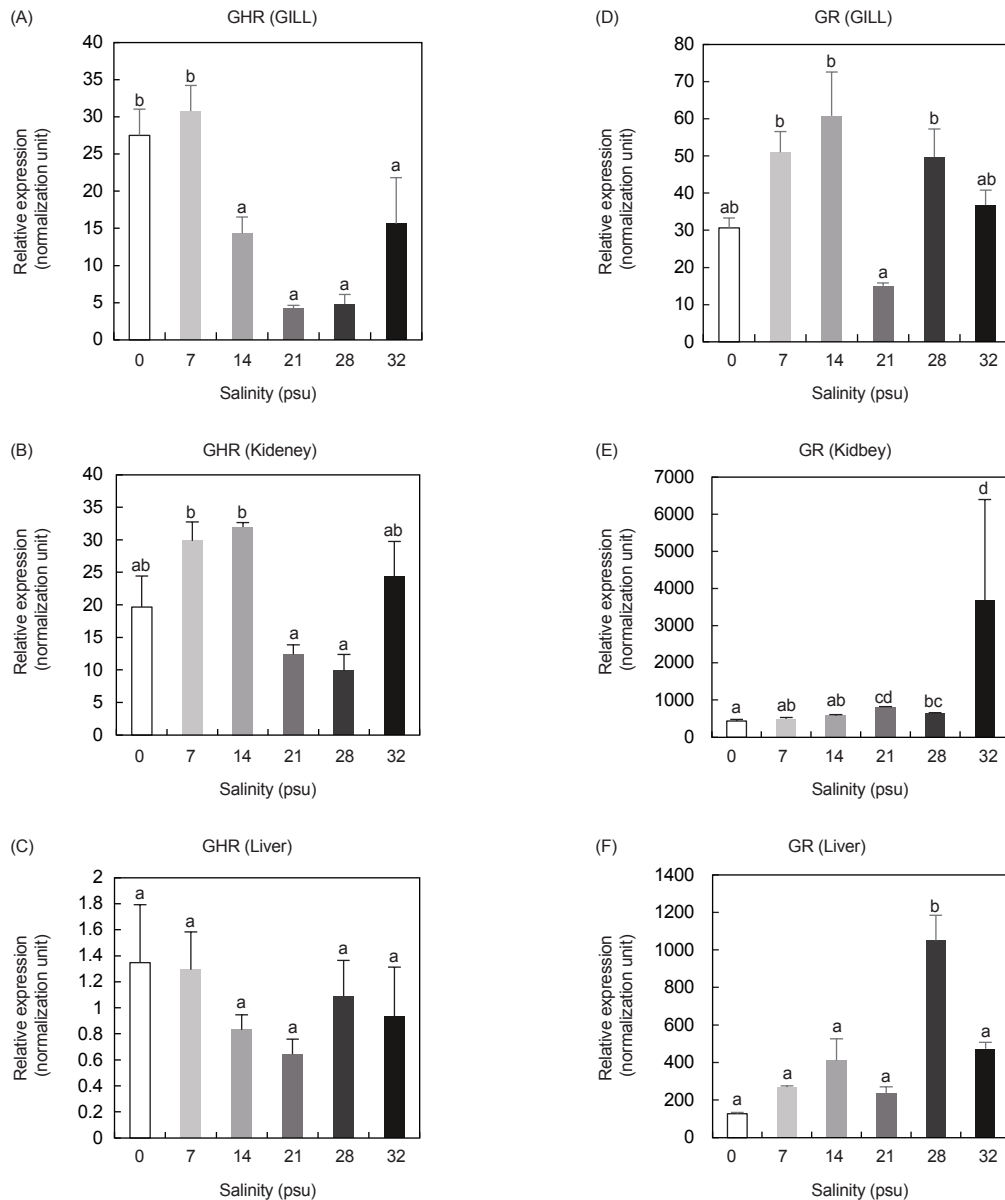 (A)
GHR (GILL)
40
35
30
25
20
15
10
5
0
Relative expression
(normalization unit)
b
b
a
a
a
a
0 7 14 21 28 32
Salinity (psu)
(D)
GR (GILL)
80
70
60
50
40
30
20
10
0
Relative expression
(normalization unit)
ab
b
b
a
b
ab
0 7 14 21 28 32
Salinity (psu)
(B)
GHR (Kideney)
40
35
30
25
20
15
10
5
0
Relative expression
(normalization unit)
ab
b
b
a
a
ab
0 7 14 21 28 32
Salinity (psu)
(E)
GR (Kidbey)
7000
6000
5000
4000
3000
2000
1000
0
Relative expression
(normalization unit)
a
ab
ab
cd
bc
d
0 7 14 21 28 32
Salinity (psu)
(C)
GHR (Liver)
2
1.8
1.6
1.4
1.2
1
0.8
0.6
0.4
0.2
0
Relative expression
(normalization unit)
a
a
a
a
a
a
0 7 14 21 28 32
Salinity (psu)
(F)
GR (Liver)
1400
1200
1000
800
600
400
200
0
Relative expression
(normalization unit)
a
a
a
a
b
a
0 7 14 21 28 32
Salinity (psu)